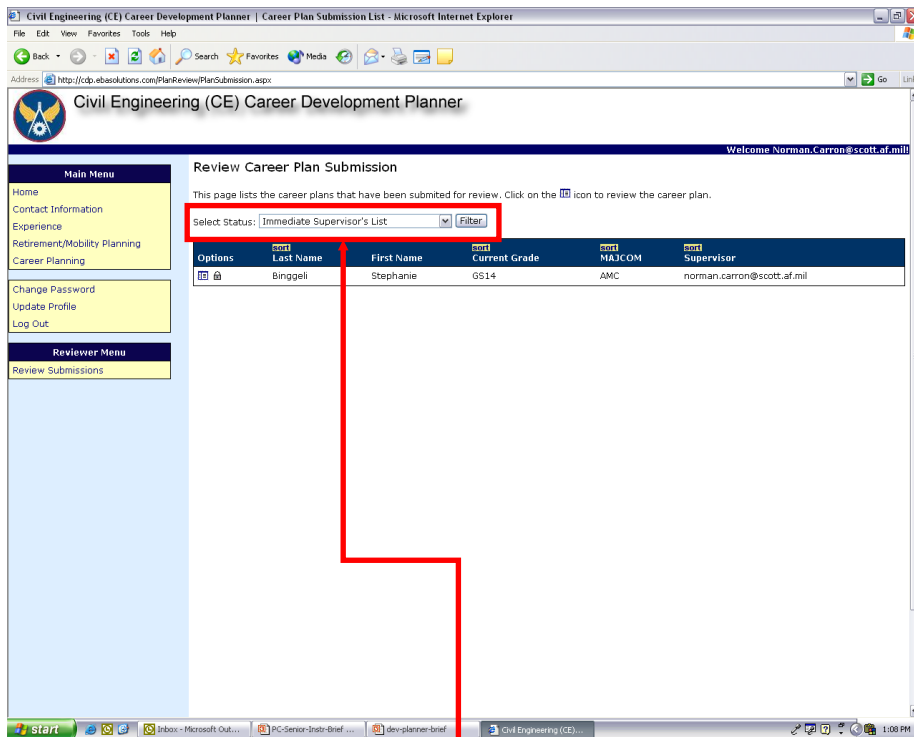 Civil Engineering (CE) Career Development Planner | Career Plan Submission List - Microsoft Internet Explorer
File Edit View Favorites Tools Help
Back Search Favorites Media
Address http://cdp.ebasolutions.com/PlanReview/PlanSubmission.aspx Go
Civil Engineering (CE) Career Development Planner
Welcome Norman.Carron@scott.af.mil!
Main Menu
Home
Contact Information
Experience
Retirement/Mobility Planning
Career Planning
Change Password
Update Profile
Log Out
Reviewer Menu
Review Submissions
Review Career Plan Submission
This page lists the career plans that have been submited for review. Click on the icon to review the career plan.
Select Status: Immediate Supervisor's List Filter
sort sort sort sort
Options Last Name First Name Current Grade MAJCOM Supervisor
Binggeli Stephanie GS14 AMC norman.carron@scott.af.mil
start Inbox - Microsoft Out... PC-Senior-Instr-Brief ... dev-planner-brief Civil Engineering (CE)... 1:08 PM